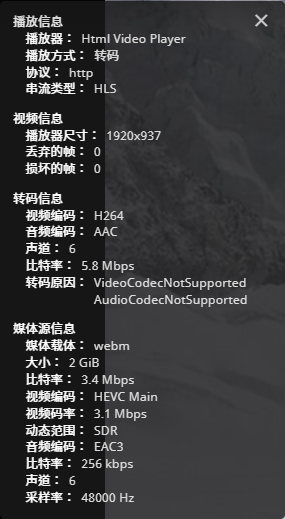 播放信息
播放器： Html Video Player
播放方式： 转码
协议： http
串流类型： HLS
视频信息
播放器尺寸： 1920x937
丢弃的帧： 0
损坏的帧： 0
转码信息
视频编码： H264
音频编码： AAC
声道： 6
比特率： 5.8 Mbps
转码原因： VideoCodecNotSupported
AudioCodecNotSupported
媒体源信息
媒体载体： webm
大小： 2 GiB
比特率： 3.4 Mbps
视频编码： HEVC Main
视频码率： 3.1 Mbps
动态范围： SDR
音频编码： EAC3
比特率： 256 kbps
声道： 6
采样率： 48000 Hz